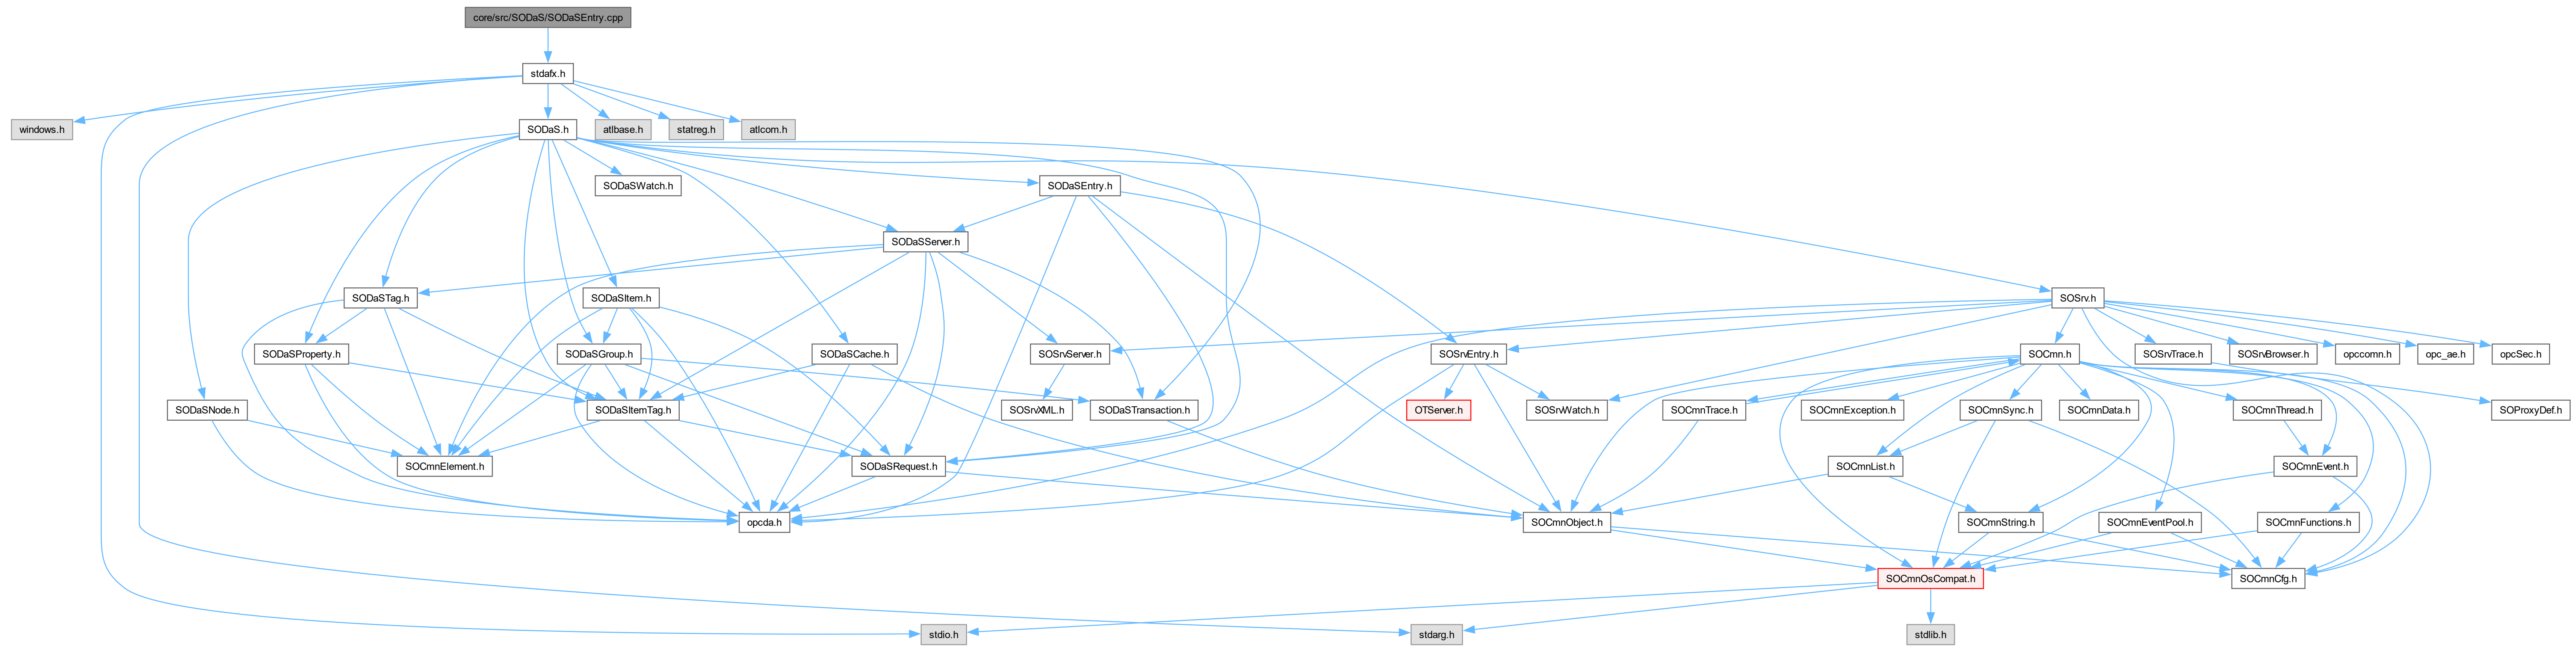 core/src/SODaS/SODaSEntry.cpp
stdafx.h
windows.h
SODaS.h
atlbase.h
statreg.h
atlcom.h
SODaSWatch.h
SODaSEntry.h
SODaSServer.h
SODaSTag.h
SODaSItem.h
SOSrv.h
SODaSProperty.h
SODaSGroup.h
SODaSCache.h
SOSrvServer.h
SOSrvEntry.h
SOCmn.h
SOSrvTrace.h
SOSrvBrowser.h
opccomn.h
opc_ae.h
opcSec.h
SODaSNode.h
SODaSItemTag.h
SOSrvXML.h
SODaSTransaction.h
OTServer.h
SOSrvWatch.h
SOCmnTrace.h
SOCmnException.h
SOCmnSync.h
SOCmnData.h
SOCmnThread.h
SOProxyDef.h
SOCmnElement.h
SODaSRequest.h
SOCmnList.h
SOCmnEvent.h
opcda.h
SOCmnObject.h
SOCmnString.h
SOCmnEventPool.h
SOCmnFunctions.h
SOCmnOsCompat.h
SOCmnCfg.h
stdio.h
stdarg.h
stdlib.h